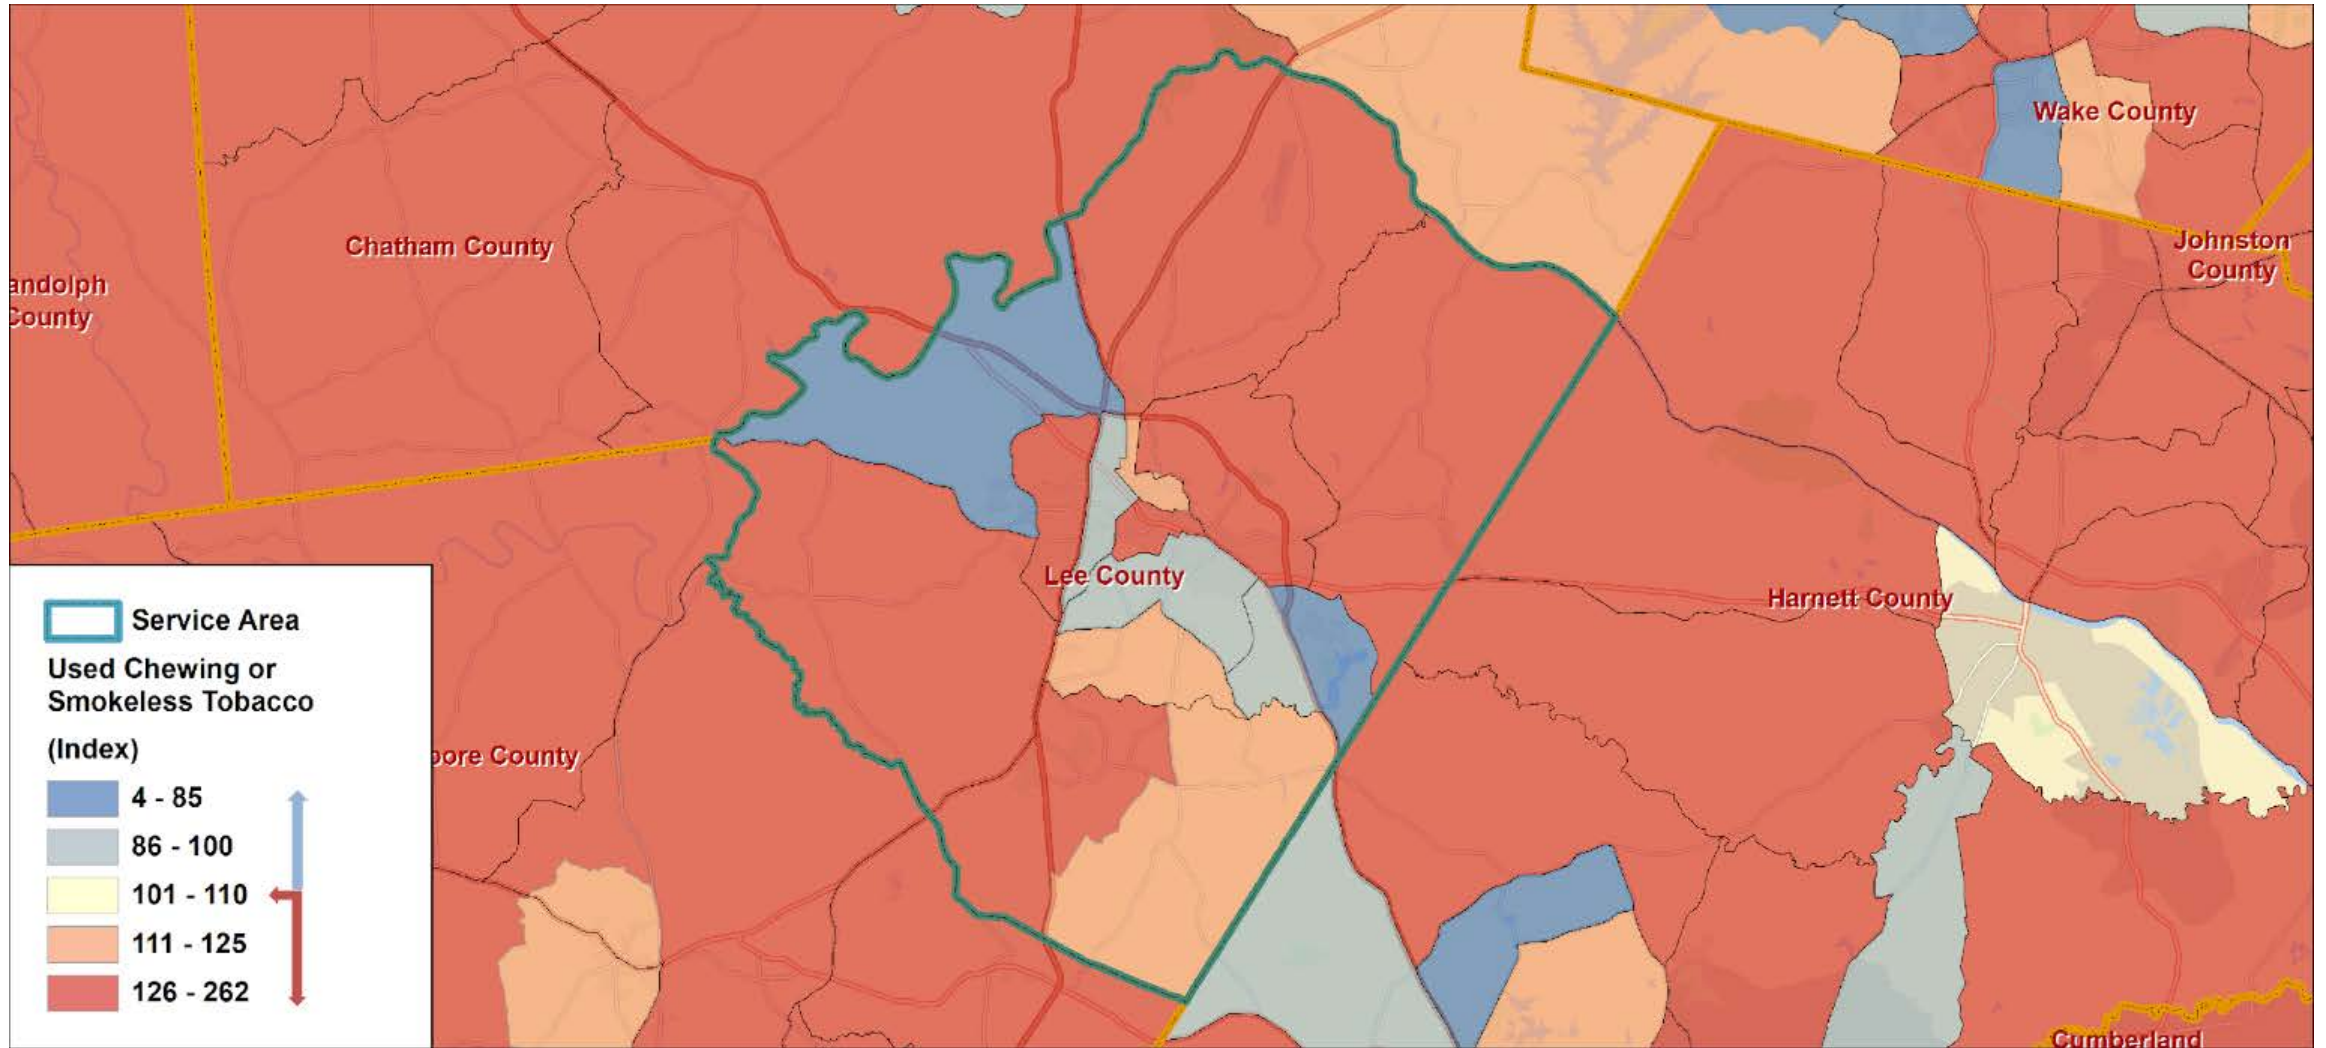 Wake County
Chatham County
Johnston
County
andolph
County
Lee County
Harnett County
oore County
Cumberland
Service Area
Used Chewing or
Smokeless Tobacco
(Index)
4 - 85
86 - 100
101 - 110
111 - 125
126 - 262